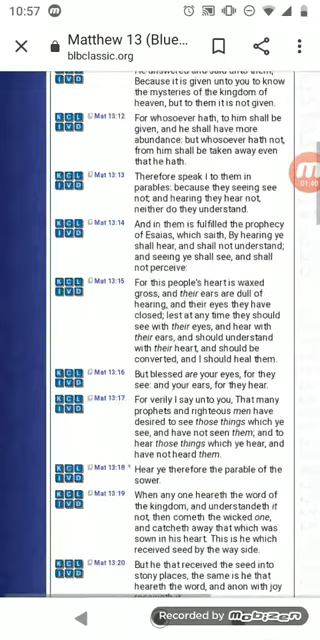 10:57
Matthew 13 (Blue...
blbclassic.org
He answered and said unto them,
Because it is given unto you to know
the mysteries of the kingdom of
heaven, but to them it is not given.
K C L Mat 13:12 For whosoever hath, to him shall be
I V D given, and he shall have more
abundance: but whosoever hath not,
from him shall be taken away even
that he hath.
K C L Mat 13:13 Therefore speak I to them in
I V D parables: because they seeing see
not; and hearing they hear not,
neither do they understand.
01:40
K C L Mat 13:14 And in them is fulfilled the prophecy
I V D of Esaias, which saith, By hearing ye
shall hear, and shall not understand;
and seeing ye shall see, and shall
not perceive:
K C L Mat 13:15 For this people's heart is waxed
I V D gross, and their ears are dull of
hearing, and their eyes they have
closed; lest at any time they should
see with their eyes, and hear with
their ears, and should understand
with their heart, and should be
converted, and I should heal them.
K C L Mat 13:16 But blessed are your eyes, for they
I V D see: and your ears, for they hear.
K C L Mat 13:17 For verily I say unto you, That many
I V D prophets and righteous men have
desired to see those things which ye
see, and have not seen them; and to
hear those things which ye hear, and
have not heard them.
K C L Mat 13:18 Hear ye therefore the parable of the
I V D sower.
K C L Mat 13:19 When any one heareth the word of
I V D the kingdom, and understandeth it
not, then cometh the wicked one,
and catcheth away that which was
sown in his heart. This is he which
received seed by the way side.
K C L Mat 13:20 But he that received the seed into
I V D stony places, the same is he that
heareth the word, and anon with joy
Recorded by mobizen